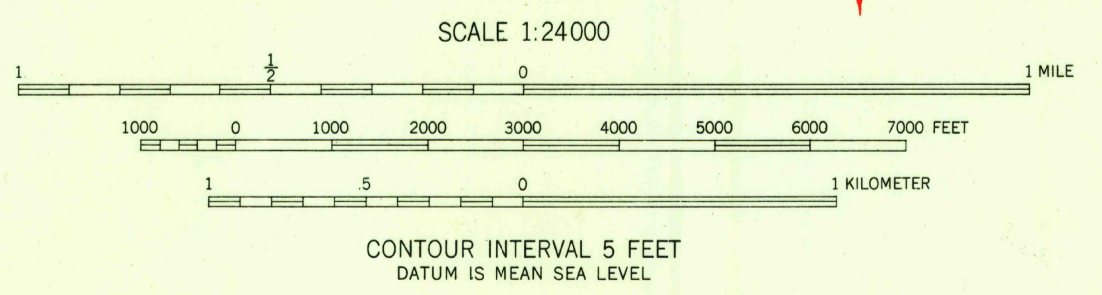 SCALE 1:24000
1 1/2 0 1 MILE
1000 0 1000 2000 3000 4000 5000 6000 7000 FEET
1 .5 0 1 KILOMETER
CONTOUR INTERVAL 5 FEET
DATUM IS MEAN SEA LEVEL